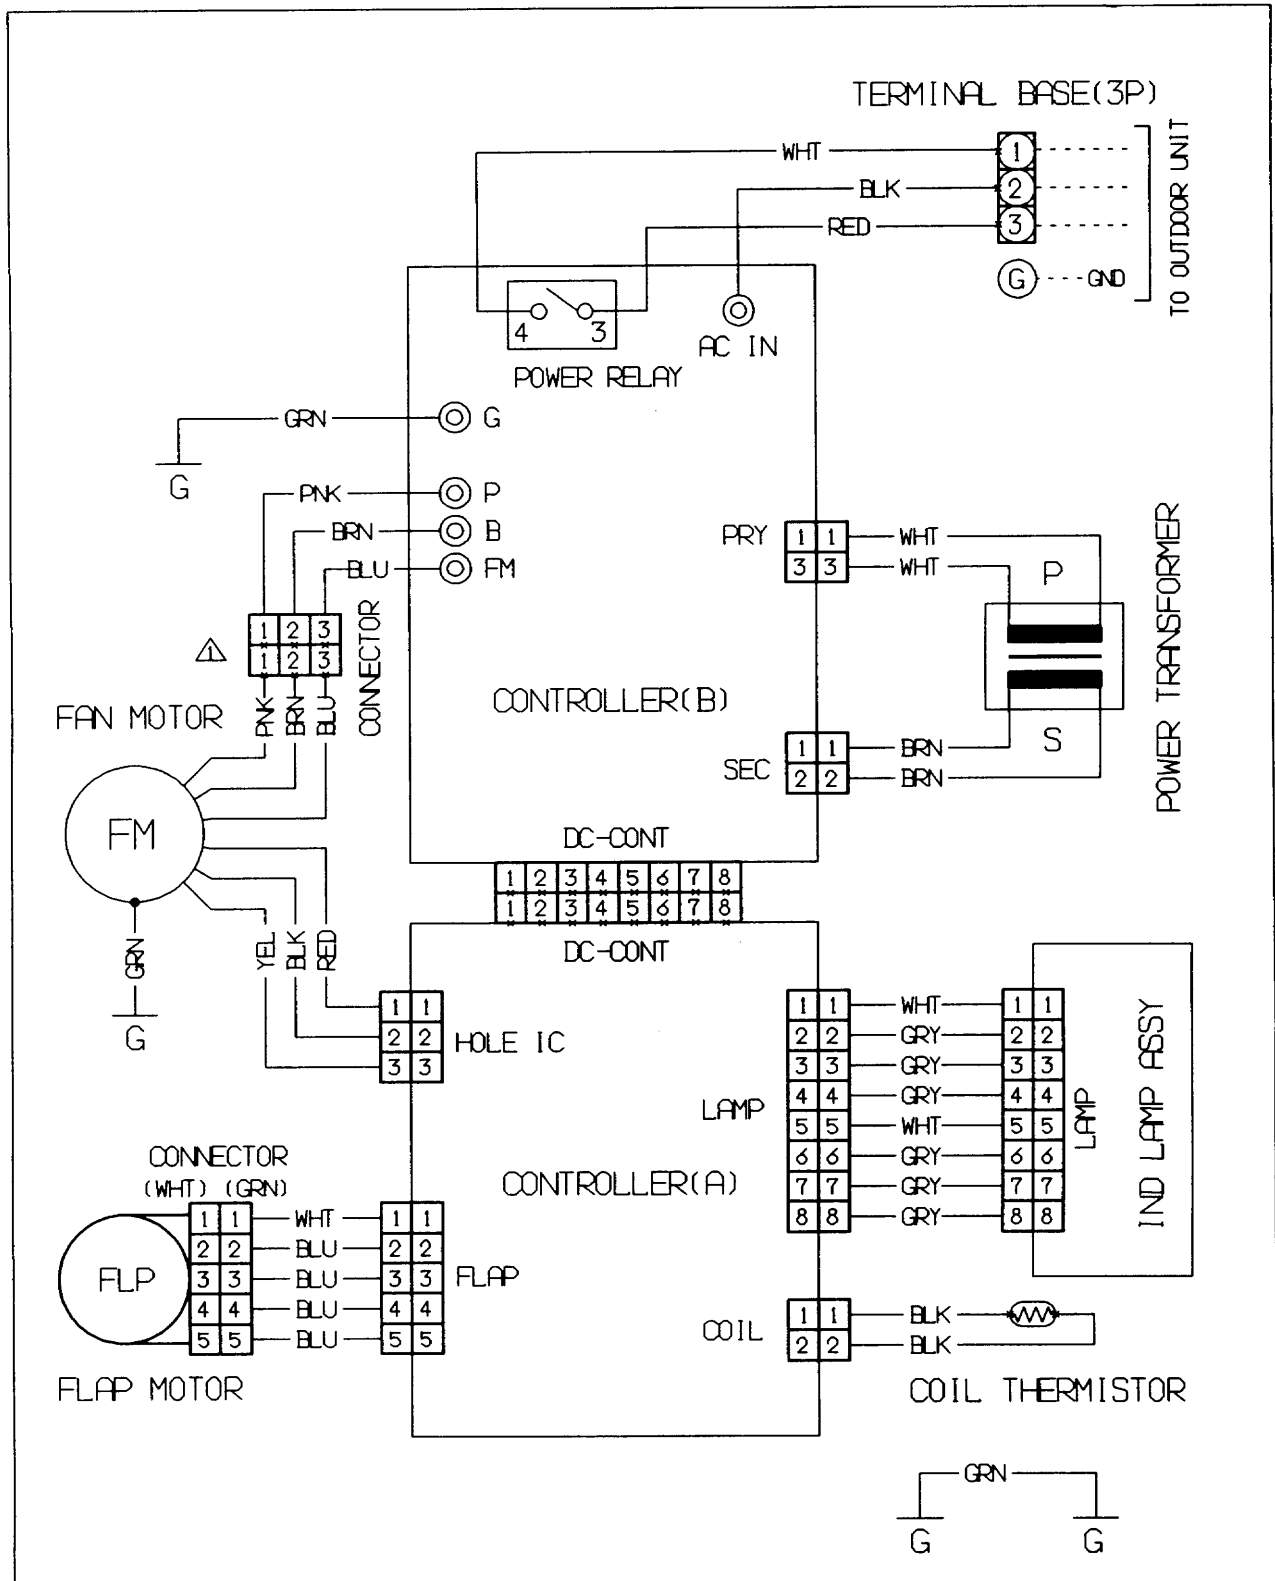 TERMINAL BASE(3P)
WHT 1
BLK 2
RED 3
G GND
TO OUTDOOR UNIT
4 3
POWER RELAY
AC IN
GRN G
G
PNK P
BRN B
BLU FM
1 2 3
1 2 3
CONNECTOR
1
PNK BRN BLU
FAN MOTOR
FM
GRN
G
YEL BLK RED
CONTROLLER(B)
PRY
1 1 WHT
3 3 WHT
P
S
POWER TRANSFORMER
SEC
1 1 BRN
2 2 BRN
DC-CONT
1 2 3 4 5 6 7 8
1 2 3 4 5 6 7 8
DC-CONT
1 1
2 2
3 3
HOLE IC
LAMP
1 1 WHT 1 1
2 2 GRY 2 2
3 3 GRY 3 3
4 4 GRY 4 4
5 5 WHT 5 5
6 6 GRY 6 6
7 7 GRY 7 7
8 8 GRY 8 8
LAMP
IND LAMP ASSY
CONTROLLER(A)
CONNECTOR
(WHT) (GRN)
1 1 WHT 1 1
2 2 BLU 2 2
3 3 BLU 3 3
4 4 BLU 4 4
5 5 BLU 5 5
FLP
FLAP
FLAP MOTOR
COIL
1 1 BLK
2 2 BLK
COIL THERMISTOR
GRN
G G